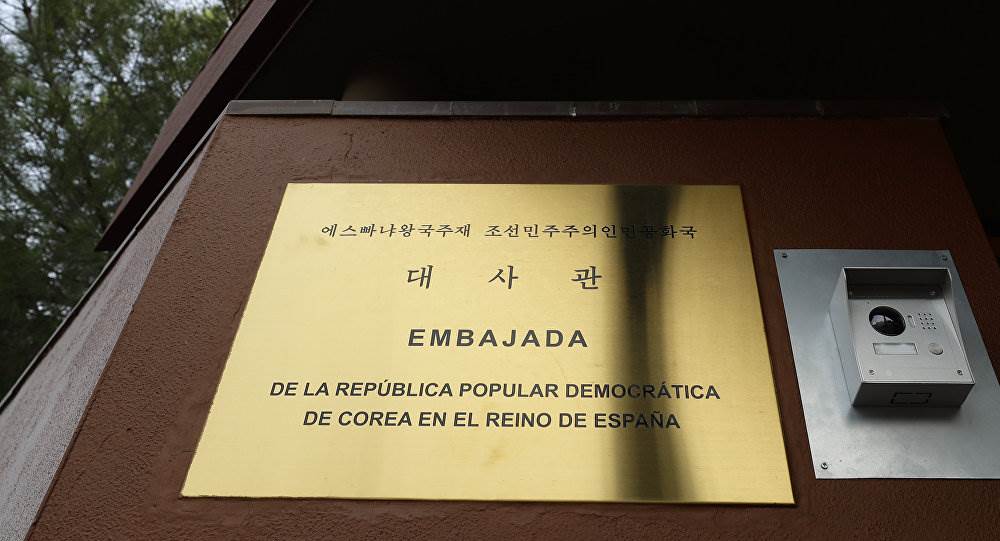 에스빠냐왕국주재 조선민주주의인민공화국
대 사 관
EMBAJADA
DE LA REPÚBLICA POPULAR DEMOCRÁTICA
DE COREA EN EL REINO DE ESPAÑA